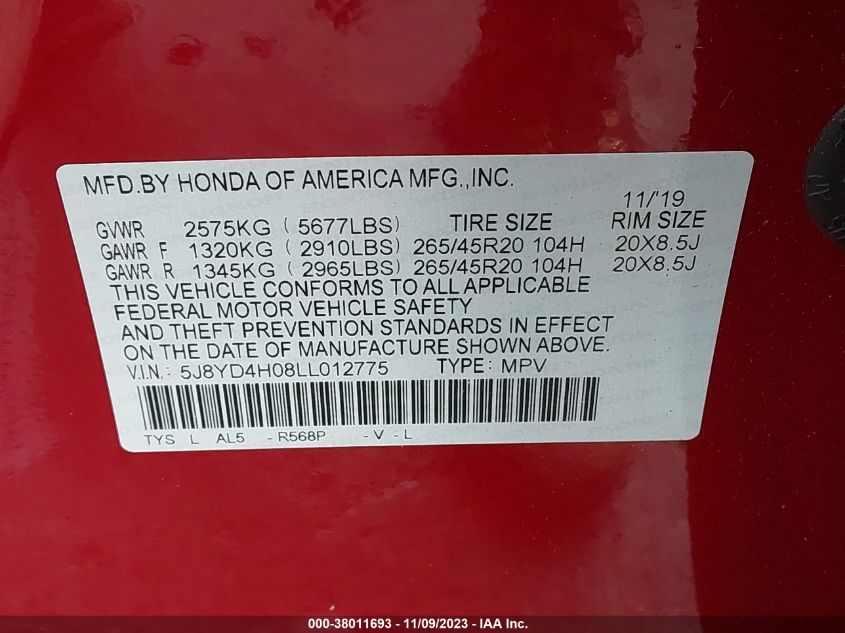 MFD.BY HONDA OF AMERICA MFG.,INC.
11/'19
GVWR 2575KG ( 5677LBS) TIRE SIZE RIM SIZE
GAWR F 1320KG ( 2910LBS) 265/45R20 104H 20X8.5J
GAWR R 1345KG ( 2965LBS) 265/45R20 104H 20X8.5J
THIS VEHICLE CONFORMS TO ALL APPLICABLE
FEDERAL MOTOR VEHICLE SAFETY
AND THEFT PREVENTION STANDARDS IN EFFECT
ON THE DATE OF MANUFACTURE SHOWN ABOVE.
V.I.N.: 5J8YD4H08LL012775 TYPE: MPV
TYS L AL5 - R568P - V - L
000-38011693 - 11/09/2023 - IAA Inc.